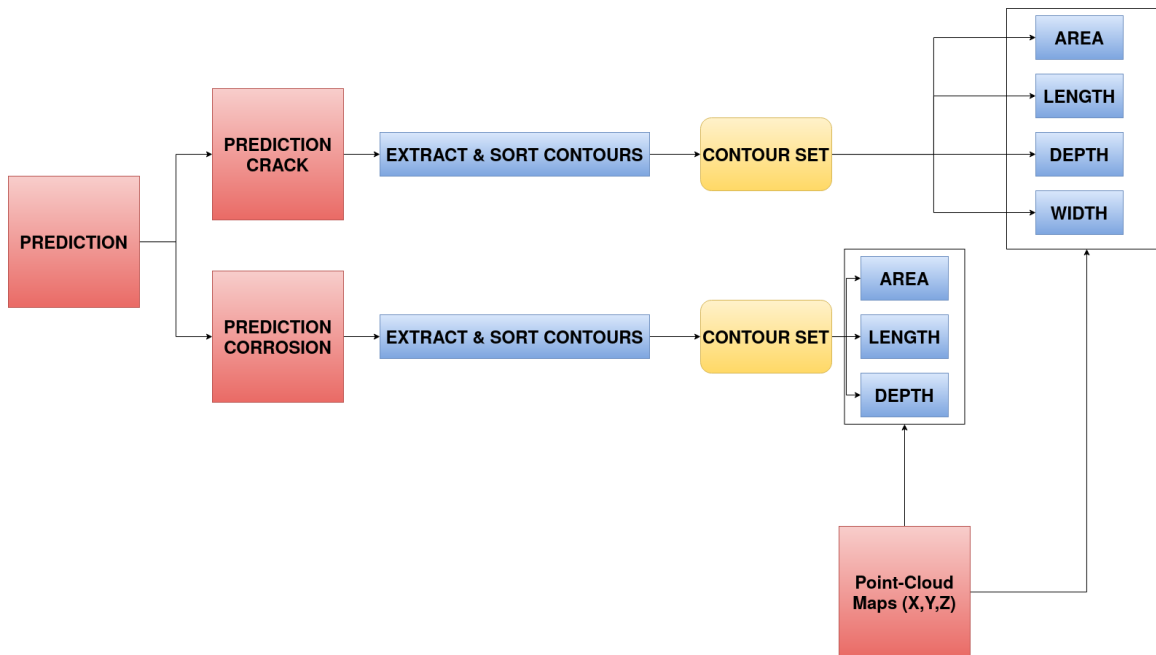 PREDICTION
PREDICTION
CRACK
EXTRACT & SORT CONTOURS
CONTOUR SET
AREA
LENGTH
DEPTH
WIDTH
PREDICTION
CORROSION
EXTRACT & SORT CONTOURS
CONTOUR SET
AREA
LENGTH
DEPTH
Point-Cloud
Maps (X,Y,Z)